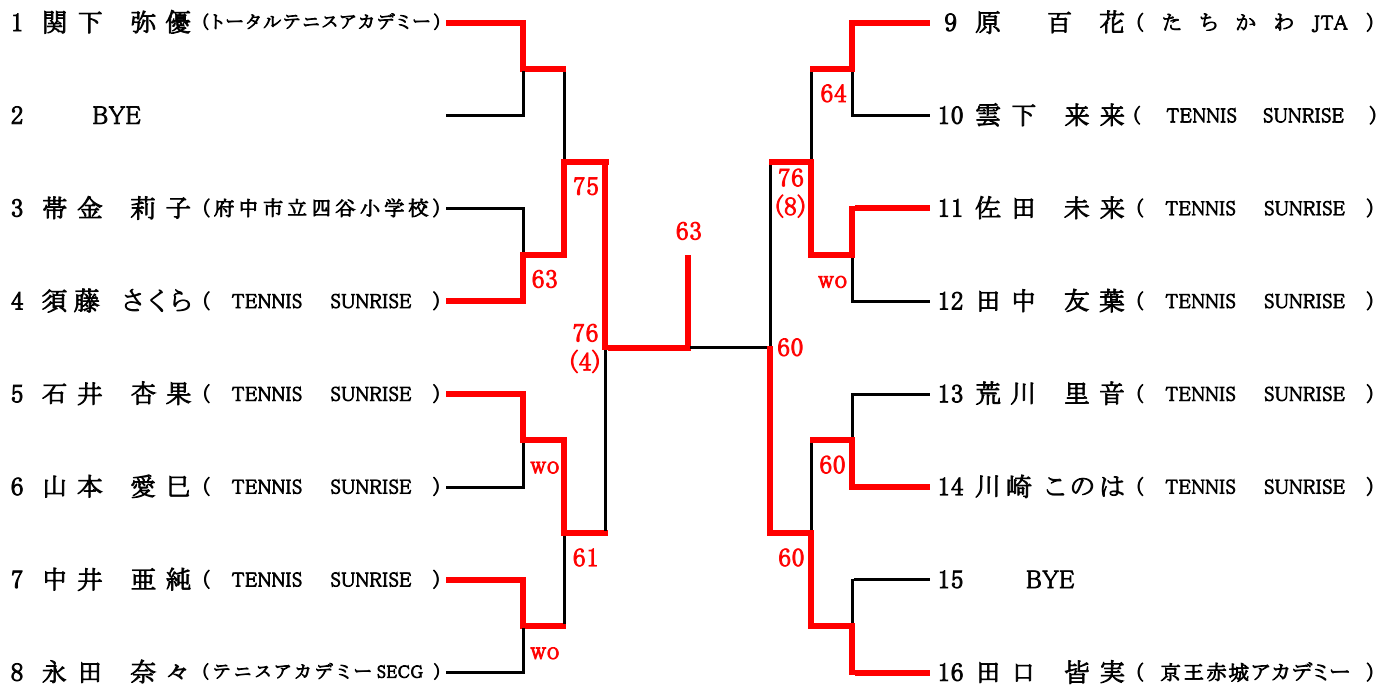 1 関下 弥優 (トータルテニスアカデミー)
2 BYE
3 帯金 莉子 (府中市立四谷小学校)
4 須藤 さくら ( TENNIS SUNRISE )
5 石井 杏果 ( TENNIS SUNRISE )
6 山本 愛巳 ( TENNIS SUNRISE )
7 中井 亜純 ( TENNIS SUNRISE )
8 永田 奈々 (テニスアカデミーSECG)
63
75
wo
wo
61
76
(4)
63
9 原 百花 ( たちかわ JTA )
10 雲下 来来 ( TENNIS SUNRISE )
11 佐田 未来 ( TENNIS SUNRISE )
12 田中 友葉 ( TENNIS SUNRISE )
13 荒川 里音 ( TENNIS SUNRISE )
14 川崎 このは ( TENNIS SUNRISE )
15 BYE
16 田口 皆実 ( 京王赤城アカデミー )
64
76
(8)
wo
60
60
60